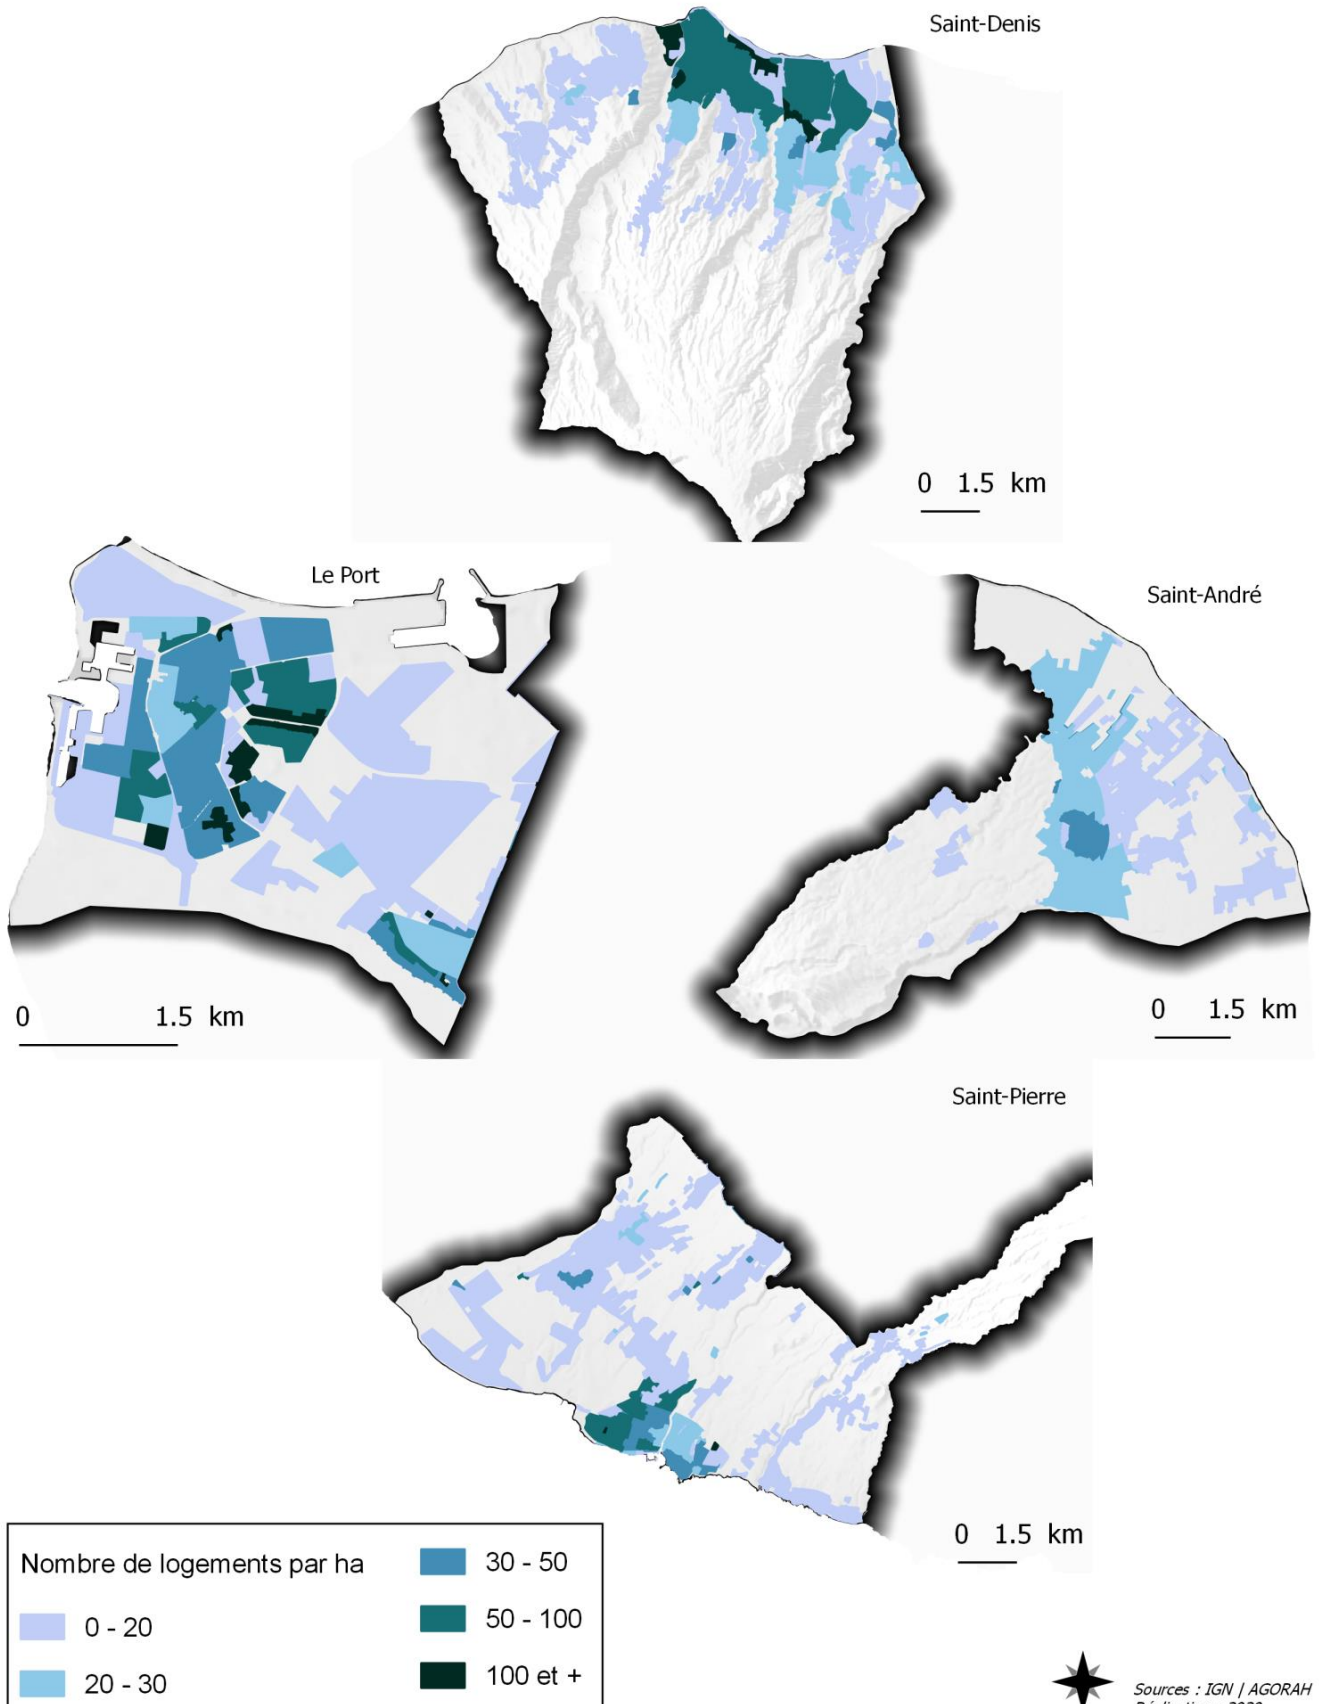 Saint-Denis
0 1.5 km
Le Port
Saint-André
0 1.5 km
0 1.5 km
Saint-Pierre
0 1.5 km
Nombre de logements par ha
0 - 20
20 - 30
30 - 50
50 - 100
100 et +
Sources : IGN / AGORAH